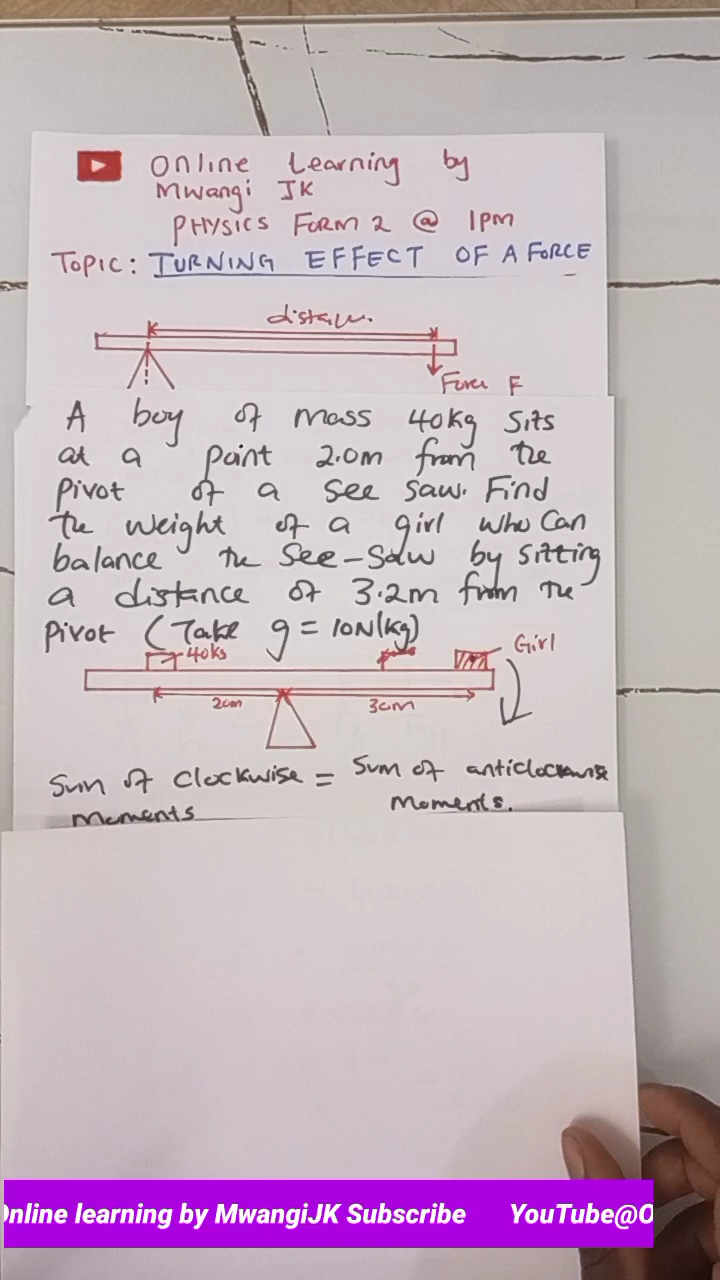 Online Learning by
Mwangi JK
PHYSICS FORM 2 @ 1PM
TOPIC: TURNING EFFECT OF A FORCE
distance.
Force F
A boy of mass 40kg Sits
at a point 2.0m from the
Pivot of a see saw. Find
the weight of a girl who can
balance the See-Saw by sitting
a distance of 3.2m from the
Pivot (Take g = 10N/kg)
40kg
Girl
2cm
3cm
Sum of clockwise = Sum of anticlockwise
Moments
Moments.
Online learning by MwangiJK Subscribe YouTube@O